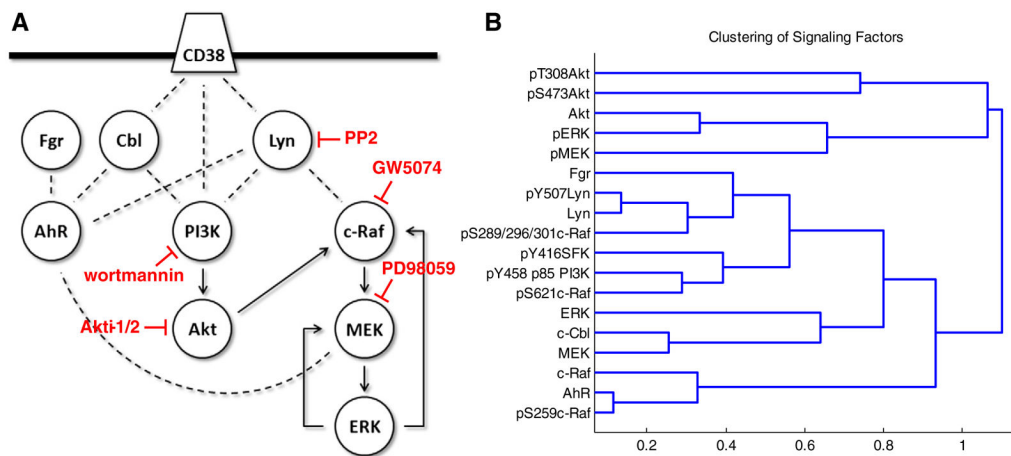 A
CD38
Fgr
Cbl
Lyn
PP2
GW5074
AhR
PI3K
c-Raf
wortmannin
PD98059
Akti-1/2
Akt
MEK
ERK
B
Clustering of Signaling Factors
pT308Akt
pS473Akt
Akt
pERK
pMEK
Fgr
pY507Lyn
Lyn
pS289/296/301c-Raf
pY416SFK
pY458 p85 PI3K
pS621c-Raf
ERK
c-Cbl
MEK
c-Raf
AhR
pS259c-Raf
0.2 0.4 0.6 0.8 1